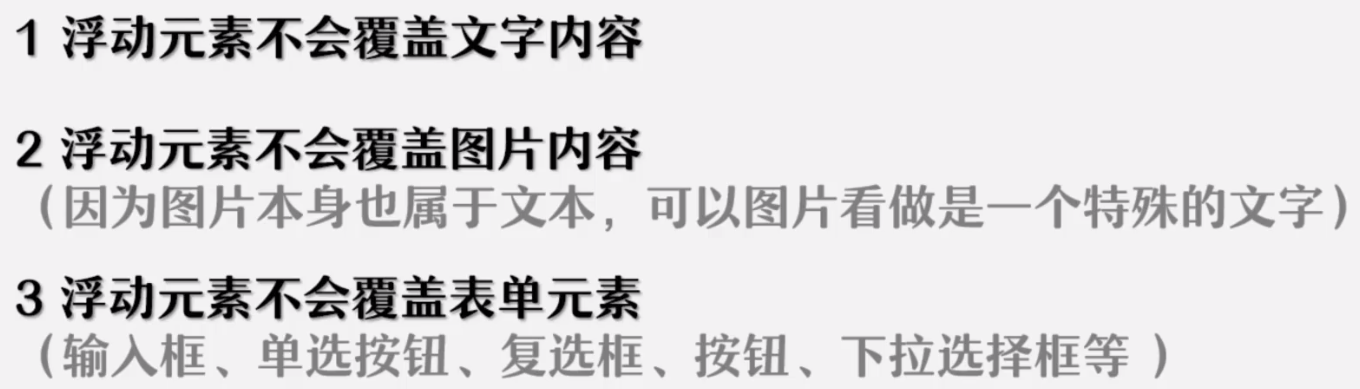 1 浮动元素不会覆盖文字内容
2 浮动元素不会覆盖图片内容
（因为图片本身也属于文本，可以图片看做是一个特殊的文字）
3 浮动元素不会覆盖表单元素
（输入框、单选按钮、复选框、按钮、下拉选择框等 ）